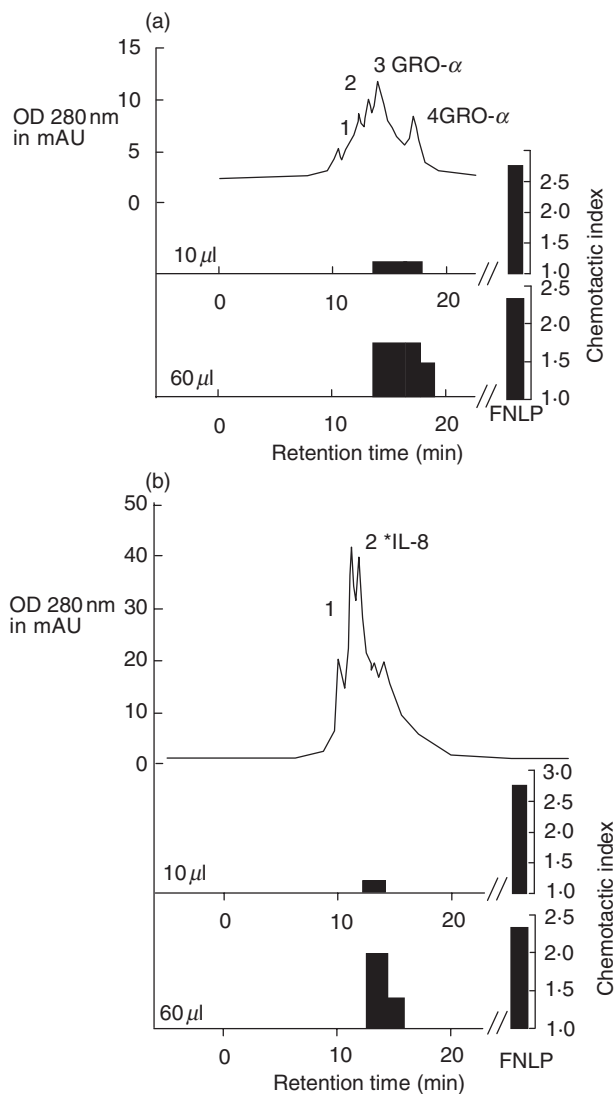 (a)
15
10
5
0
OD 280 nm
in mAU
1
2
3 GRO-α
4GRO-α
10 μl
0 10 20
2·5
2·0
1·5
1·0
60 μl
0 10 20
2·5
2·0
1·5
1·0
FNLP
Chemotactic index
Retention time (min)
(b)
50
40
30
20
10
0
OD 280 nm
in mAU
1
2 *IL-8
10 μl
0 10 20
3·0
2·5
2·0
1·5
1·0
60 μl
0 10 20
2·5
2·0
1·5
1·0
FNLP
Chemotactic index
Retention time (min)